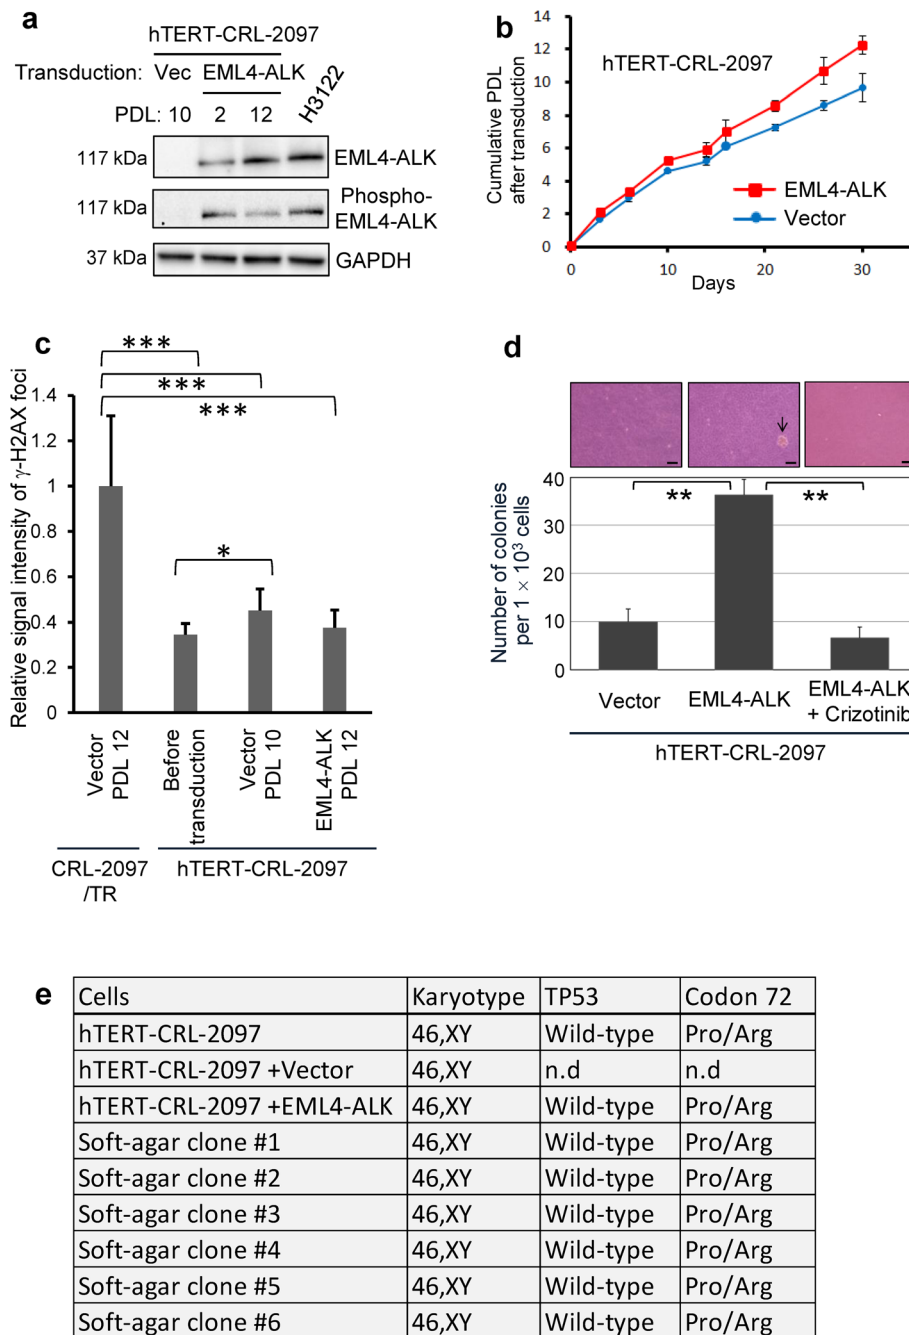 a
hTERT-CRL-2097
Transduction: Vec EML4-ALK H3122
PDL: 10 2 12
117 kDa EML4-ALK
117 kDa Phospho-
EML4-ALK
37 kDa GAPDH
b
hTERT-CRL-2097
Cumulative PDL
after transduction
14
12
10
8
6
4
2
0
EML4-ALK
Vector
0 10 20 30
Days
c
***
***
***
*
Relative signal intensity of γ-H2AX foci
1.4
1.2
1
0.8
0.6
0.4
0.2
0
Vector
PDL 12
Before
transduction
Vector
PDL 10
EML4-ALK
PDL 12
CRL-2097
/TR
hTERT-CRL-2097
d
** **
Number of colonies
per 1 × 10³ cells
40
30
20
10
0
Vector EML4-ALK EML4-ALK
+ Crizotinib
hTERT-CRL-2097
e
Cells Karyotype TP53 Codon 72
hTERT-CRL-2097 46,XY Wild-type Pro/Arg
hTERT-CRL-2097 +Vector 46,XY n.d n.d
hTERT-CRL-2097 +EML4-ALK 46,XY Wild-type Pro/Arg
Soft-agar clone #1 46,XY Wild-type Pro/Arg
Soft-agar clone #2 46,XY Wild-type Pro/Arg
Soft-agar clone #3 46,XY Wild-type Pro/Arg
Soft-agar clone #4 46,XY Wild-type Pro/Arg
Soft-agar clone #5 46,XY Wild-type Pro/Arg
Soft-agar clone #6 46,XY Wild-type Pro/Arg